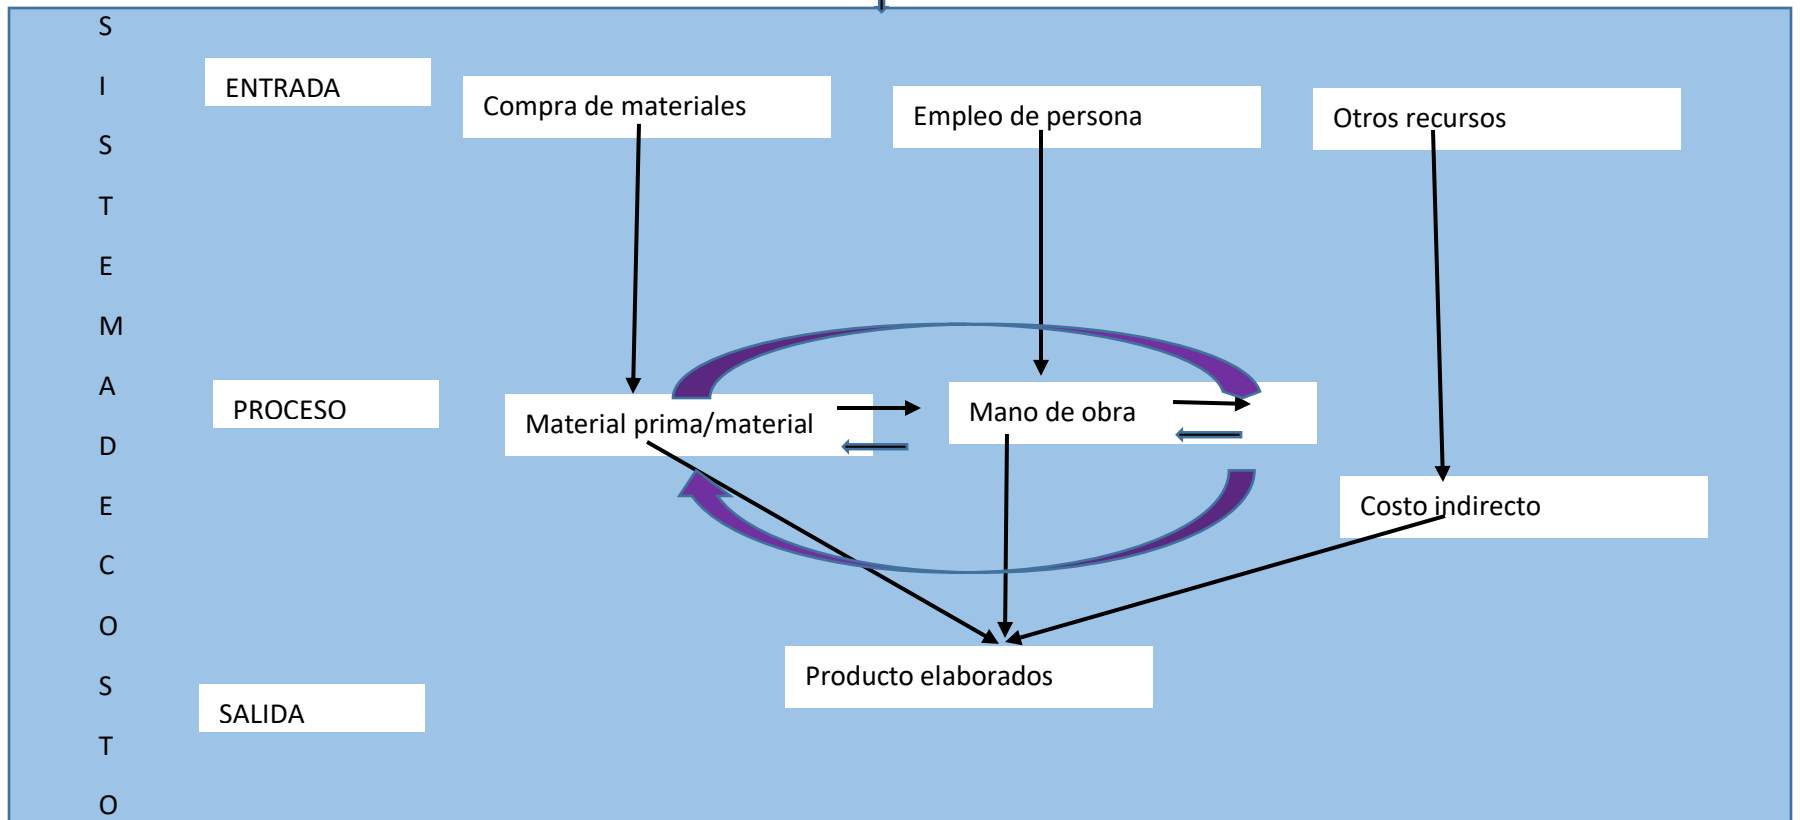 S
I
S
T
E
M
A
D
E
C
O
S
T
O
ENTRADA
Compra de materiales
Empleo de persona
Otros recursos
PROCESO
Material prima/material
Mano de obra
Costo indirecto
Producto elaborados
SALIDA